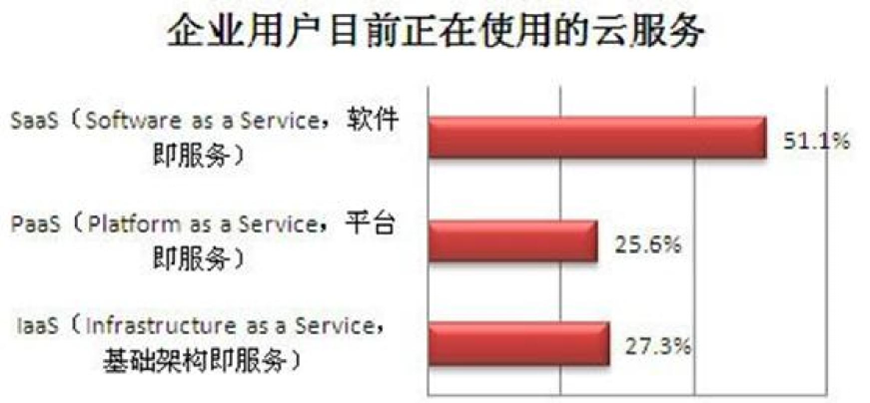 企业用户目前正在使用的云服务
SaaS（Software as a Service，软件
即服务）
51.1%
PaaS（Platform as a Service，平台
即服务）
25.6%
IaaS（Infrastructure as a Service，
基础架构即服务）
27.3%